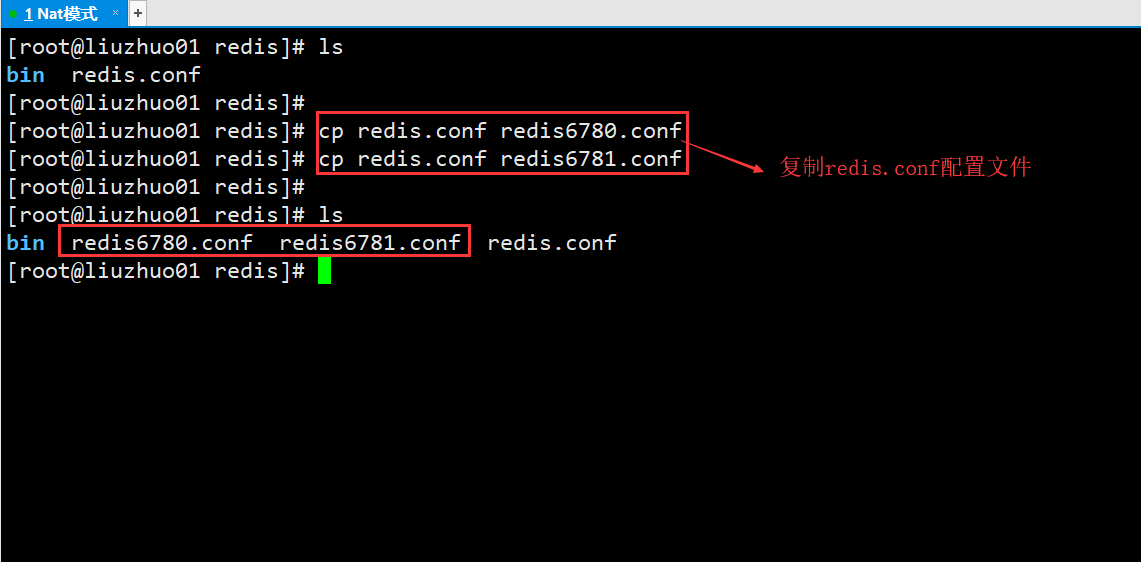 1 Nat模式 × +
[root@liuzhuo01 redis]# ls
bin  redis.conf
[root@liuzhuo01 redis]#
[root@liuzhuo01 redis]# cp redis.conf redis6780.conf
[root@liuzhuo01 redis]# cp redis.conf redis6781.conf
复制redis.conf配置文件
[root@liuzhuo01 redis]#
[root@liuzhuo01 redis]# ls
bin  redis6780.conf  redis6781.conf  redis.conf
[root@liuzhuo01 redis]#